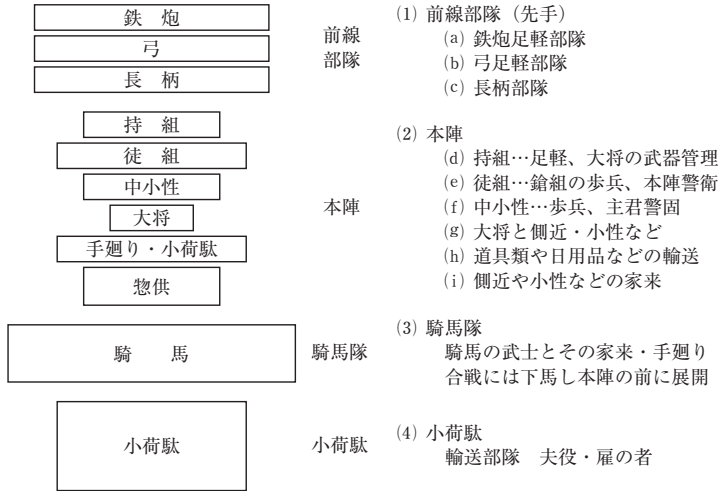 鉄　炮
弓
長　柄
前線
部隊
持　組
徒　組
中小性
大将
手廻り・小荷駄
惣供
本陣
騎　　馬
騎馬隊
小荷駄
小荷駄
(1) 前線部隊（先手）
(a) 鉄炮足軽部隊
(b) 弓足軽部隊
(c) 長柄部隊
(2) 本陣
(d) 持組…足軽、大将の武器管理
(e) 徒組…鎗組の歩兵、本陣警衛
(f) 中小性…歩兵、主君警固
(g) 大将と側近・小性など
(h) 道具類や日用品などの輸送
(i) 側近や小性などの家来
(3) 騎馬隊
騎馬の武士とその家来・手廻り
合戦には下馬し本陣の前に展開
(4) 小荷駄
輸送部隊　夫役・雇の者